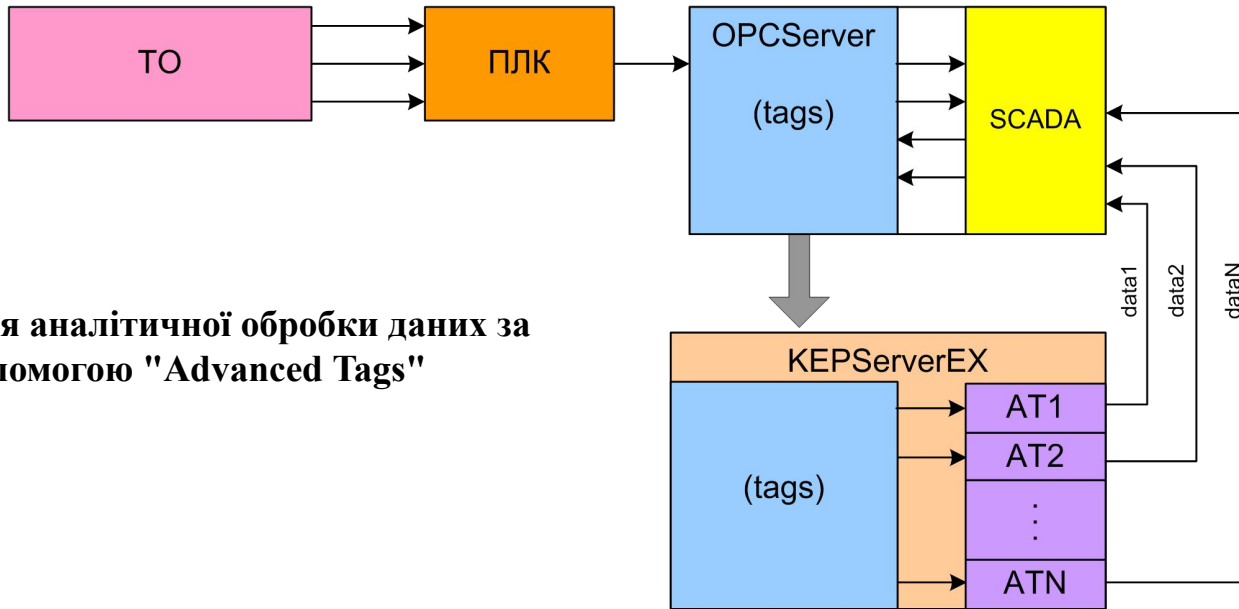 ТО
ПЛК
OPCServer
(tags)
SCADA
data1
data2
dataN
я аналітичної обробки даних за
помогою "Advanced Tags"
KEPServerEX
(tags)
AT1
AT2
...
ATN